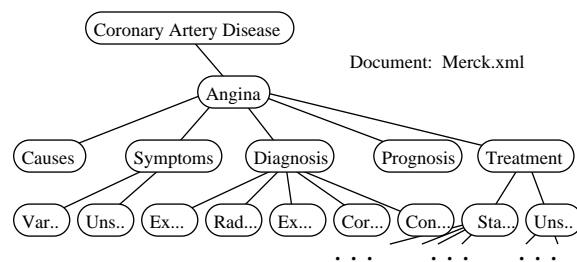 Coronary Artery Disease
Document: Merck.xml
Angina
Causes Symptoms Diagnosis Prognosis Treatment
Var.. Uns.. Ex... Rad... Ex... Cor... Con... Sta... Uns..
. . . . . . . . .